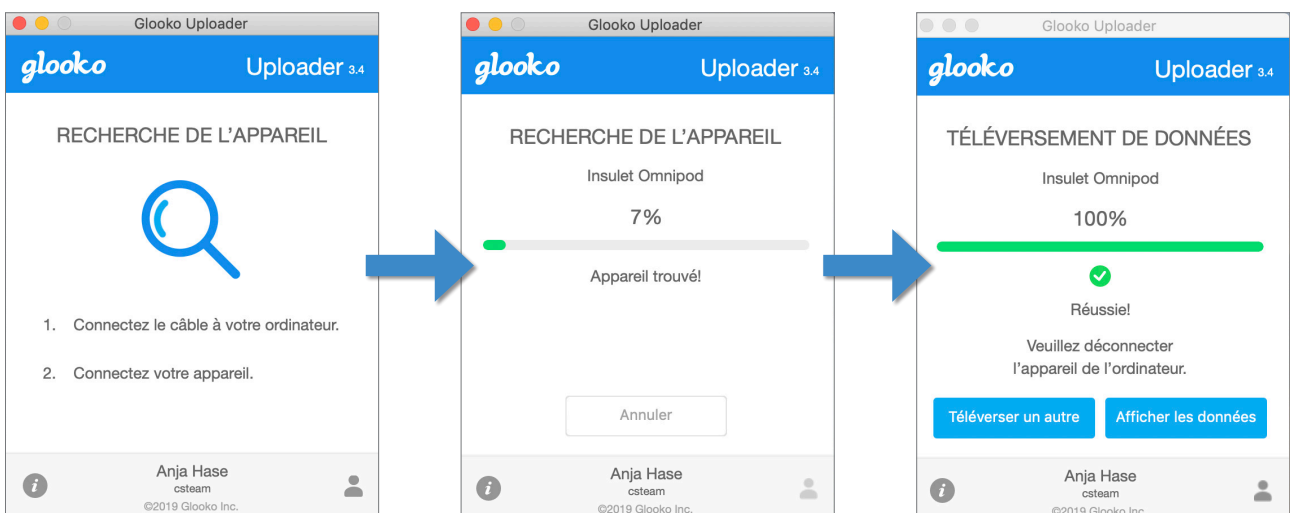 Glooko Uploader
glooko
Uploader 3.4
RECHERCHE DE L'APPAREIL
1. Connectez le câble à votre ordinateur.
2. Connectez votre appareil.
i
Anja Hase
csteam
©2019 Glooko Inc.
Glooko Uploader
glooko
Uploader 3.4
RECHERCHE DE L'APPAREIL
Insulet Omnipod
7%
Appareil trouvé!
Annuler
i
Anja Hase
csteam
©2019 Glooko Inc.
Glooko Uploader
glooko
Uploader 3.4
TÉLÉVERSEMENT DE DONNÉES
Insulet Omnipod
100%
Réussie!
Veuillez déconnecter
l'appareil de l'ordinateur.
Téléverser un autre
Afficher les données
i
Anja Hase
csteam
©2019 Glooko Inc.